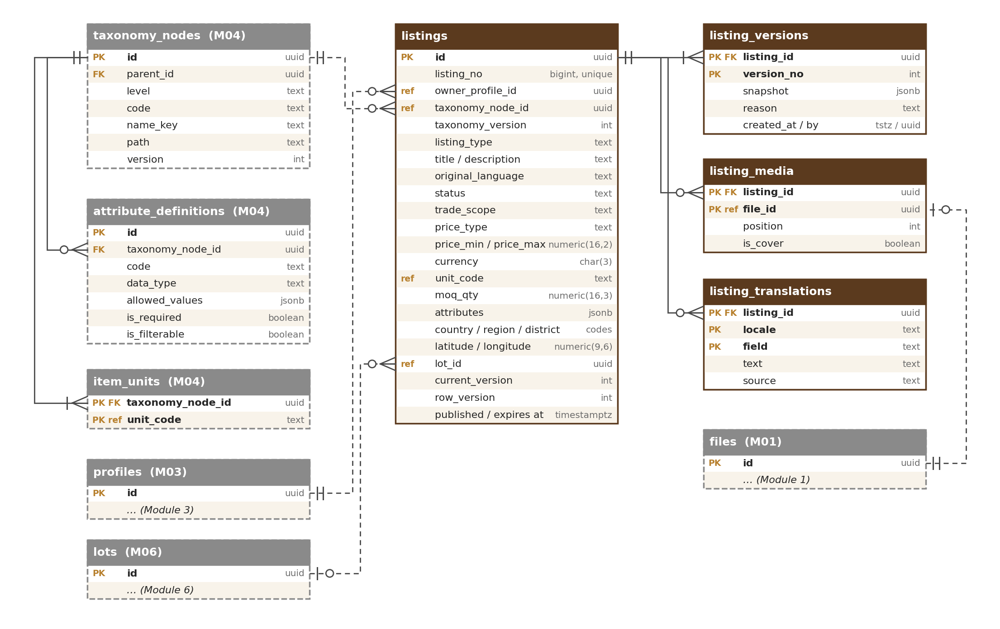 taxonomy_nodes (M04)
PK id uuid
FK parent_id uuid
level text
code text
name_key text
path text
version int
attribute_definitions (M04)
PK id uuid
FK taxonomy_node_id uuid
code text
data_type text
allowed_values jsonb
is_required boolean
is_filterable boolean
item_units (M04)
PK FK taxonomy_node_id uuid
PK ref unit_code text
profiles (M03)
PK id uuid
... (Module 3)
lots (M06)
PK id uuid
... (Module 6)
listings
PK id uuid
listing_no bigint, unique
ref owner_profile_id uuid
ref taxonomy_node_id uuid
taxonomy_version int
listing_type text
title / description text
original_language text
status text
trade_scope text
price_type text
price_min / price_max numeric(16,2)
currency char(3)
ref unit_code text
moq_qty numeric(16,3)
attributes jsonb
country / region / district codes
latitude / longitude numeric(9,6)
ref lot_id uuid
current_version int
row_version int
published / expires at timestamptz
listing_versions
PK FK listing_id uuid
PK version_no int
snapshot jsonb
reason text
created_at / by tstz / uuid
listing_media
PK FK listing_id uuid
PK ref file_id uuid
position int
is_cover boolean
listing_translations
PK FK listing_id uuid
PK locale text
PK field text
text text
source text
files (M01)
PK id uuid
... (Module 1)